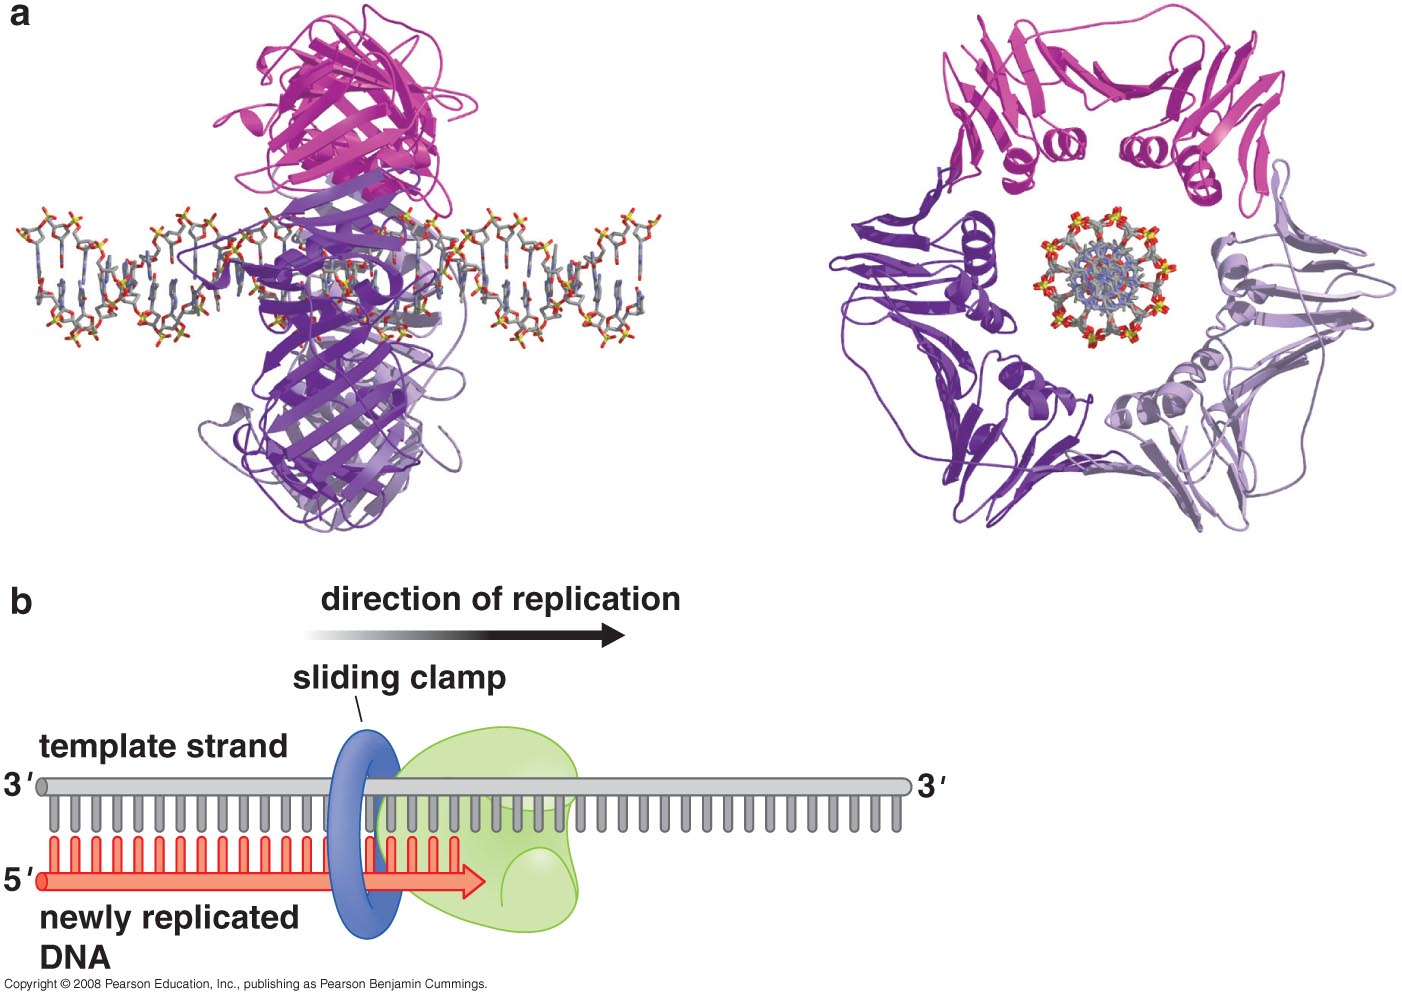 a
b
direction of replication
sliding clamp
template strand
3′
3′
5′
newly replicated
DNA
Copyright © 2008 Pearson Education, Inc., publishing as Pearson Benjamin Cummings.